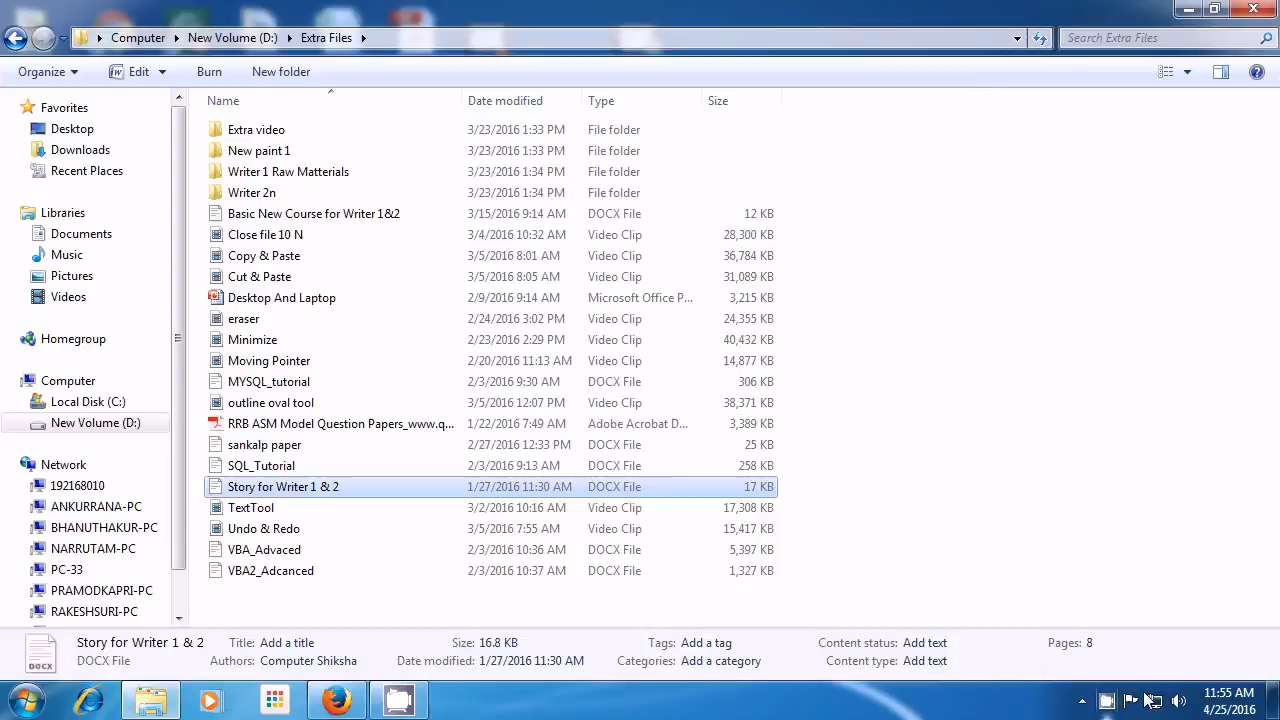 Computer New Volume (D:) Extra Files Search Extra Files
Organize Edit Burn New folder
Name Date modified Type Size
Favorites
Desktop
Downloads
Recent Places
Libraries
Documents
Music
Pictures
Videos
Homegroup
Computer
Local Disk (C:)
New Volume (D:)
Network
192168010
ANKURRANA-PC
BHANUTHAKUR-PC
NARRUTAM-PC
PC-33
PRAMODKAPRI-PC
RAKESHSURI-PC
Extra video 3/23/2016 1:33 PM File folder
New paint 1 3/23/2016 1:33 PM File folder
Writer 1 Raw Matterials 3/23/2016 1:34 PM File folder
Writer 2n 3/23/2016 1:34 PM File folder
Basic New Course for Writer 1&2 3/15/2016 9:14 AM DOCX File 12 KB
Close file 10 N 3/4/2016 10:32 AM Video Clip 28,300 KB
Copy & Paste 3/5/2016 8:01 AM Video Clip 36,784 KB
Cut & Paste 3/5/2016 8:05 AM Video Clip 31,089 KB
Desktop And Laptop 2/9/2016 9:14 AM Microsoft Office P... 3,215 KB
eraser 2/24/2016 3:02 PM Video Clip 24,355 KB
Minimize 2/23/2016 2:29 PM Video Clip 40,432 KB
Moving Pointer 2/20/2016 11:13 AM Video Clip 14,877 KB
MYSQL_tutorial 2/3/2016 9:30 AM DOCX File 306 KB
outline oval tool 3/5/2016 12:07 PM Video Clip 38,371 KB
RRB ASM Model Question Papers_www.q... 1/22/2016 7:49 AM Adobe Acrobat D... 3,389 KB
sankalp paper 2/27/2016 12:33 PM DOCX File 25 KB
SQL_Tutorial 2/3/2016 9:13 AM DOCX File 258 KB
Story for Writer 1 & 2 1/27/2016 11:30 AM DOCX File 17 KB
TextTool 3/2/2016 10:16 AM Video Clip 17,308 KB
Undo & Redo 3/5/2016 7:55 AM Video Clip 15,417 KB
VBA_Advaced 2/3/2016 10:36 AM DOCX File 5,397 KB
VBA2_Adcanced 2/3/2016 10:37 AM DOCX File 1,327 KB
Story for Writer 1 & 2 Title: Add a title Size: 16.8 KB Tags: Add a tag Content status: Add text Pages: 8
DOCX File Authors: Computer Shiksha Date modified: 1/27/2016 11:30 AM Categories: Add a category Content type: Add text
DOCX
11:55 AM
4/25/2016